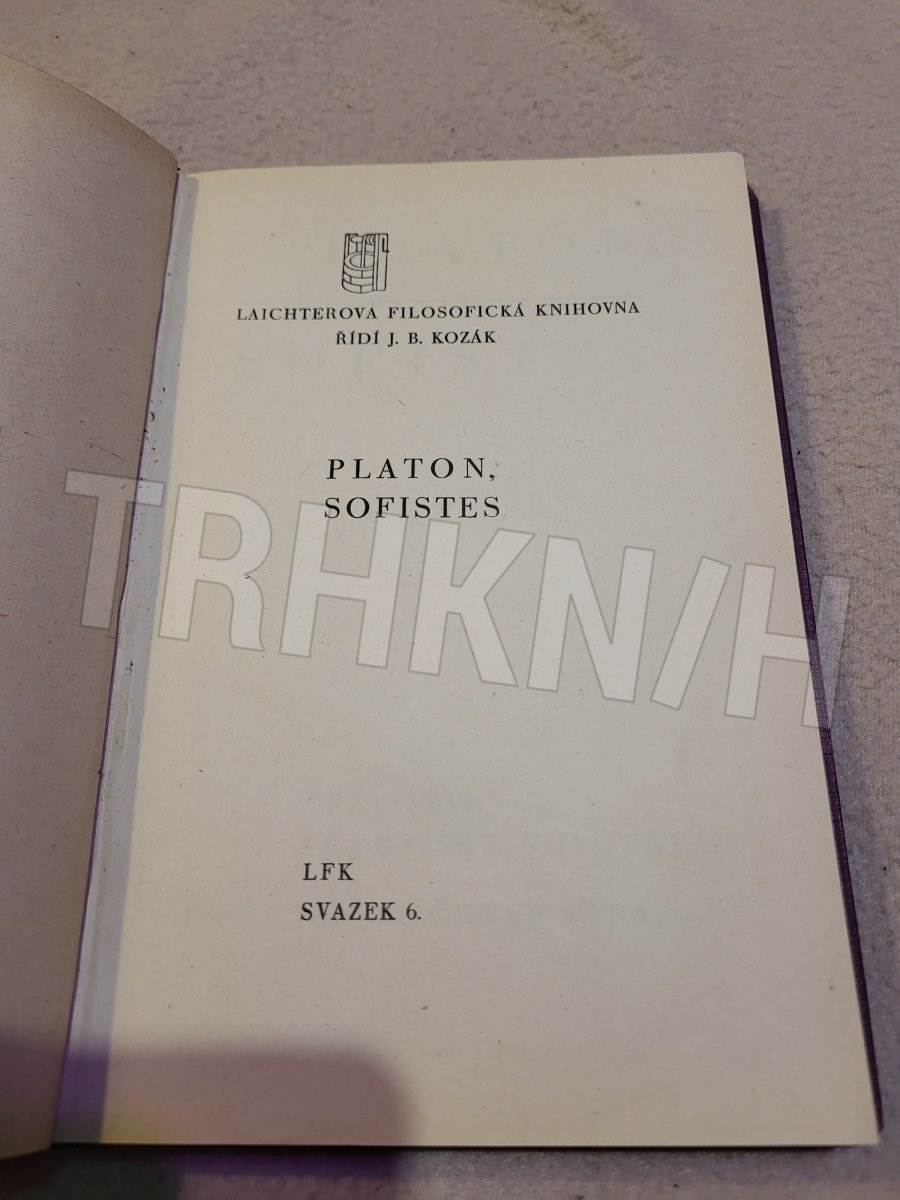 LAICHTEROVA FILOSOFICKÁ KNIHOVNA
ŘÍDÍ J. B. KOZÁK
PLATON,
SOFISTES
TRHKNIH
LFK
SVAZEK 6.